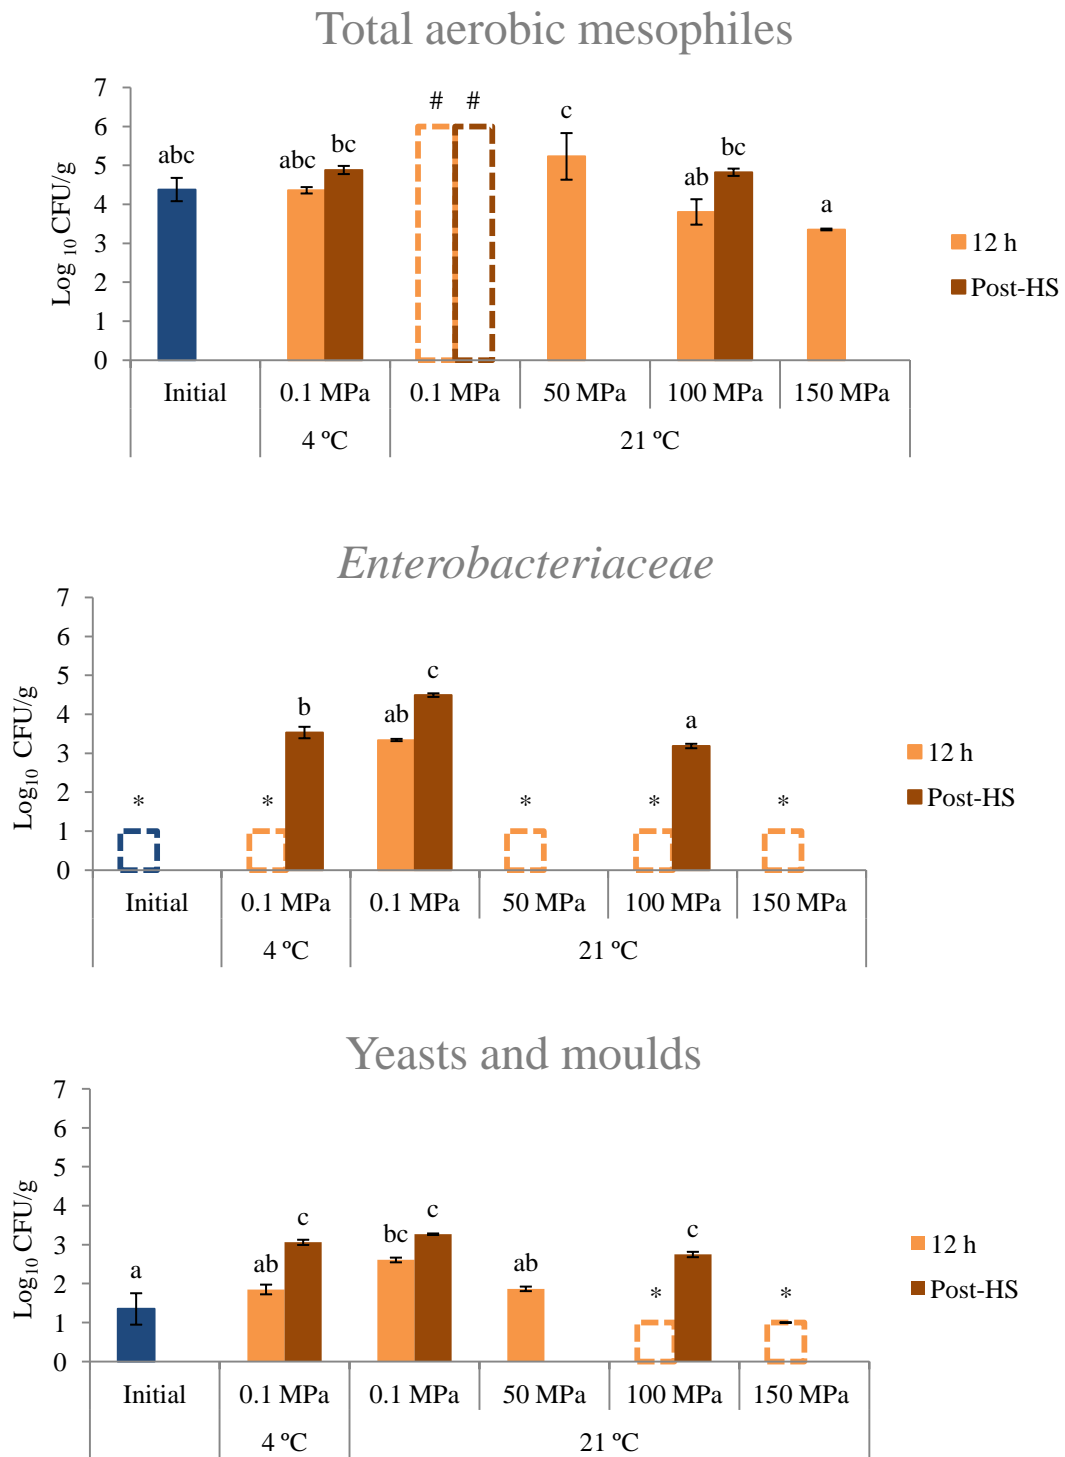 Total aerobic mesophiles
Log 10 CFU/g
7
6
5
4
3
2
1
0
abc
abc
bc
#
#
c
ab
bc
a
12 h
Post-HS
Initial
0.1 MPa
0.1 MPa
50 MPa
100 MPa
150 MPa
4 ºC
21 ºC
Enterobacteriaceae
Log10 CFU/g
7
6
5
4
3
2
1
0
*
*
b
ab
c
*
*
a
*
12 h
Post-HS
Initial
0.1 MPa
0.1 MPa
50 MPa
100 MPa
150 MPa
4 ºC
21 ºC
Yeasts and moulds
Log10 CFU/g
7
6
5
4
3
2
1
0
a
ab
c
bc
c
ab
*
c
*
12 h
Post-HS
Initial
0.1 MPa
0.1 MPa
50 MPa
100 MPa
150 MPa
4 ºC
21 ºC